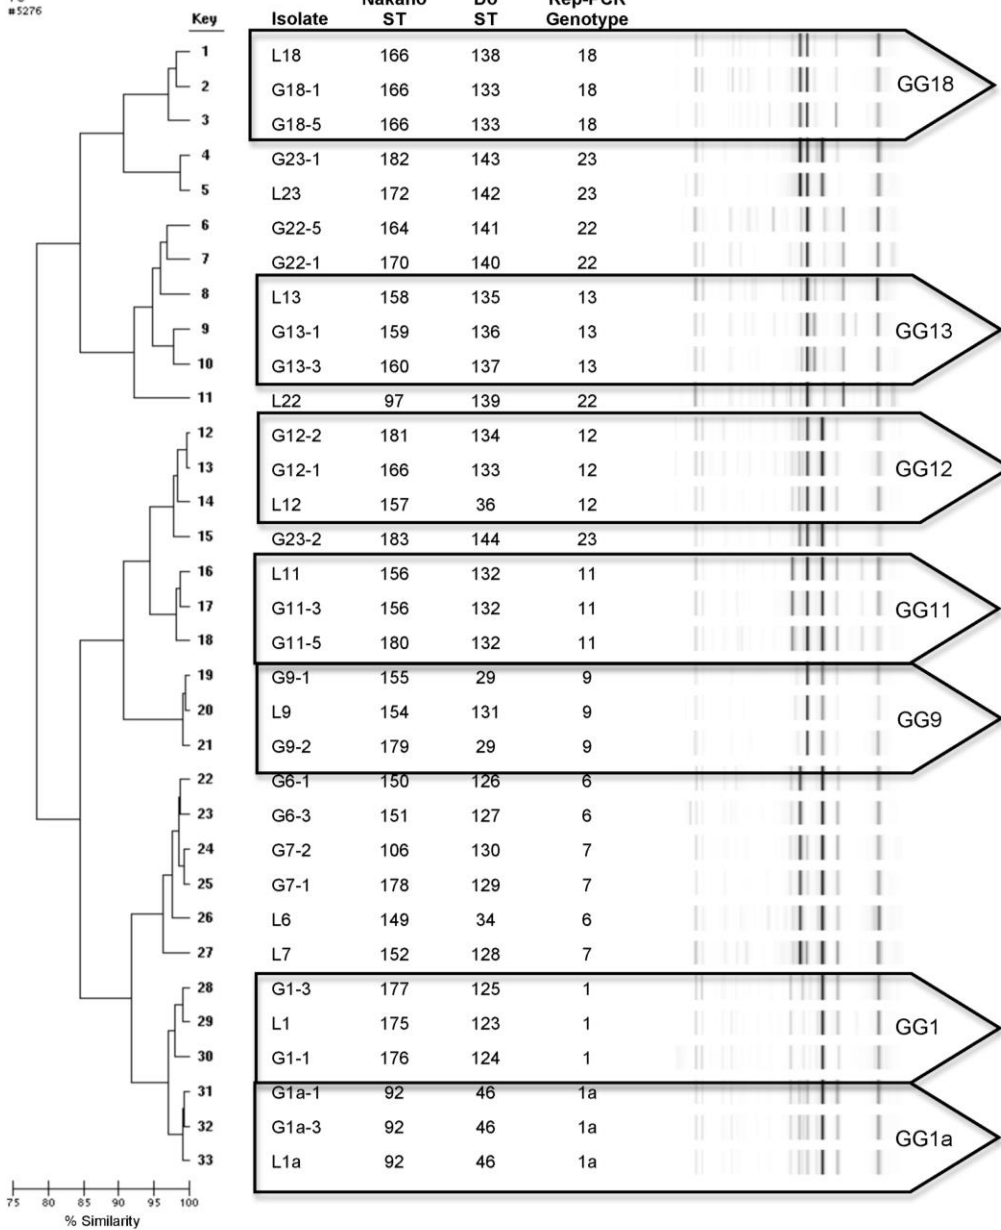 #5276
Key Isolate ST ST Genotype
1 L18 166 138 18
2 G18-1 166 133 18 GG18
3 G18-5 166 133 18
4 G23-1 182 143 23
5 L23 172 142 23
6 G22-5 164 141 22
7 G22-1 170 140 22
8 L13 158 135 13
9 G13-1 159 136 13 GG13
10 G13-3 160 137 13
11 L22 97 139 22
12 G12-2 181 134 12
13 G12-1 166 133 12 GG12
14 L12 157 36 12
15 G23-2 183 144 23
16 L11 156 132 11
17 G11-3 156 132 11 GG11
18 G11-5 180 132 11
19 G9-1 155 29 9
20 L9 154 131 9 GG9
21 G9-2 179 29 9
22 G6-1 150 126 6
23 G6-3 151 127 6
24 G7-2 106 130 7
25 G7-1 178 129 7
26 L6 149 34 6
27 L7 152 128 7
28 G1-3 177 125 1
29 L1 175 123 1 GG1
30 G1-1 176 124 1
31 G1a-1 92 46 1a
32 G1a-3 92 46 1a GG1a
33 L1a 92 46 1a
75 80 85 90 95 100
% Similarity